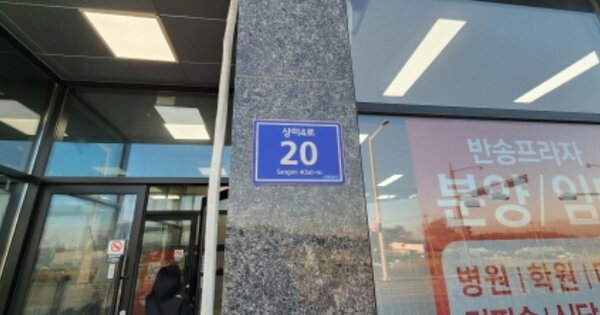 상미4로
20
Sangmi 4(Sa)-ro
반송프라자
분양/임
병원|학원|